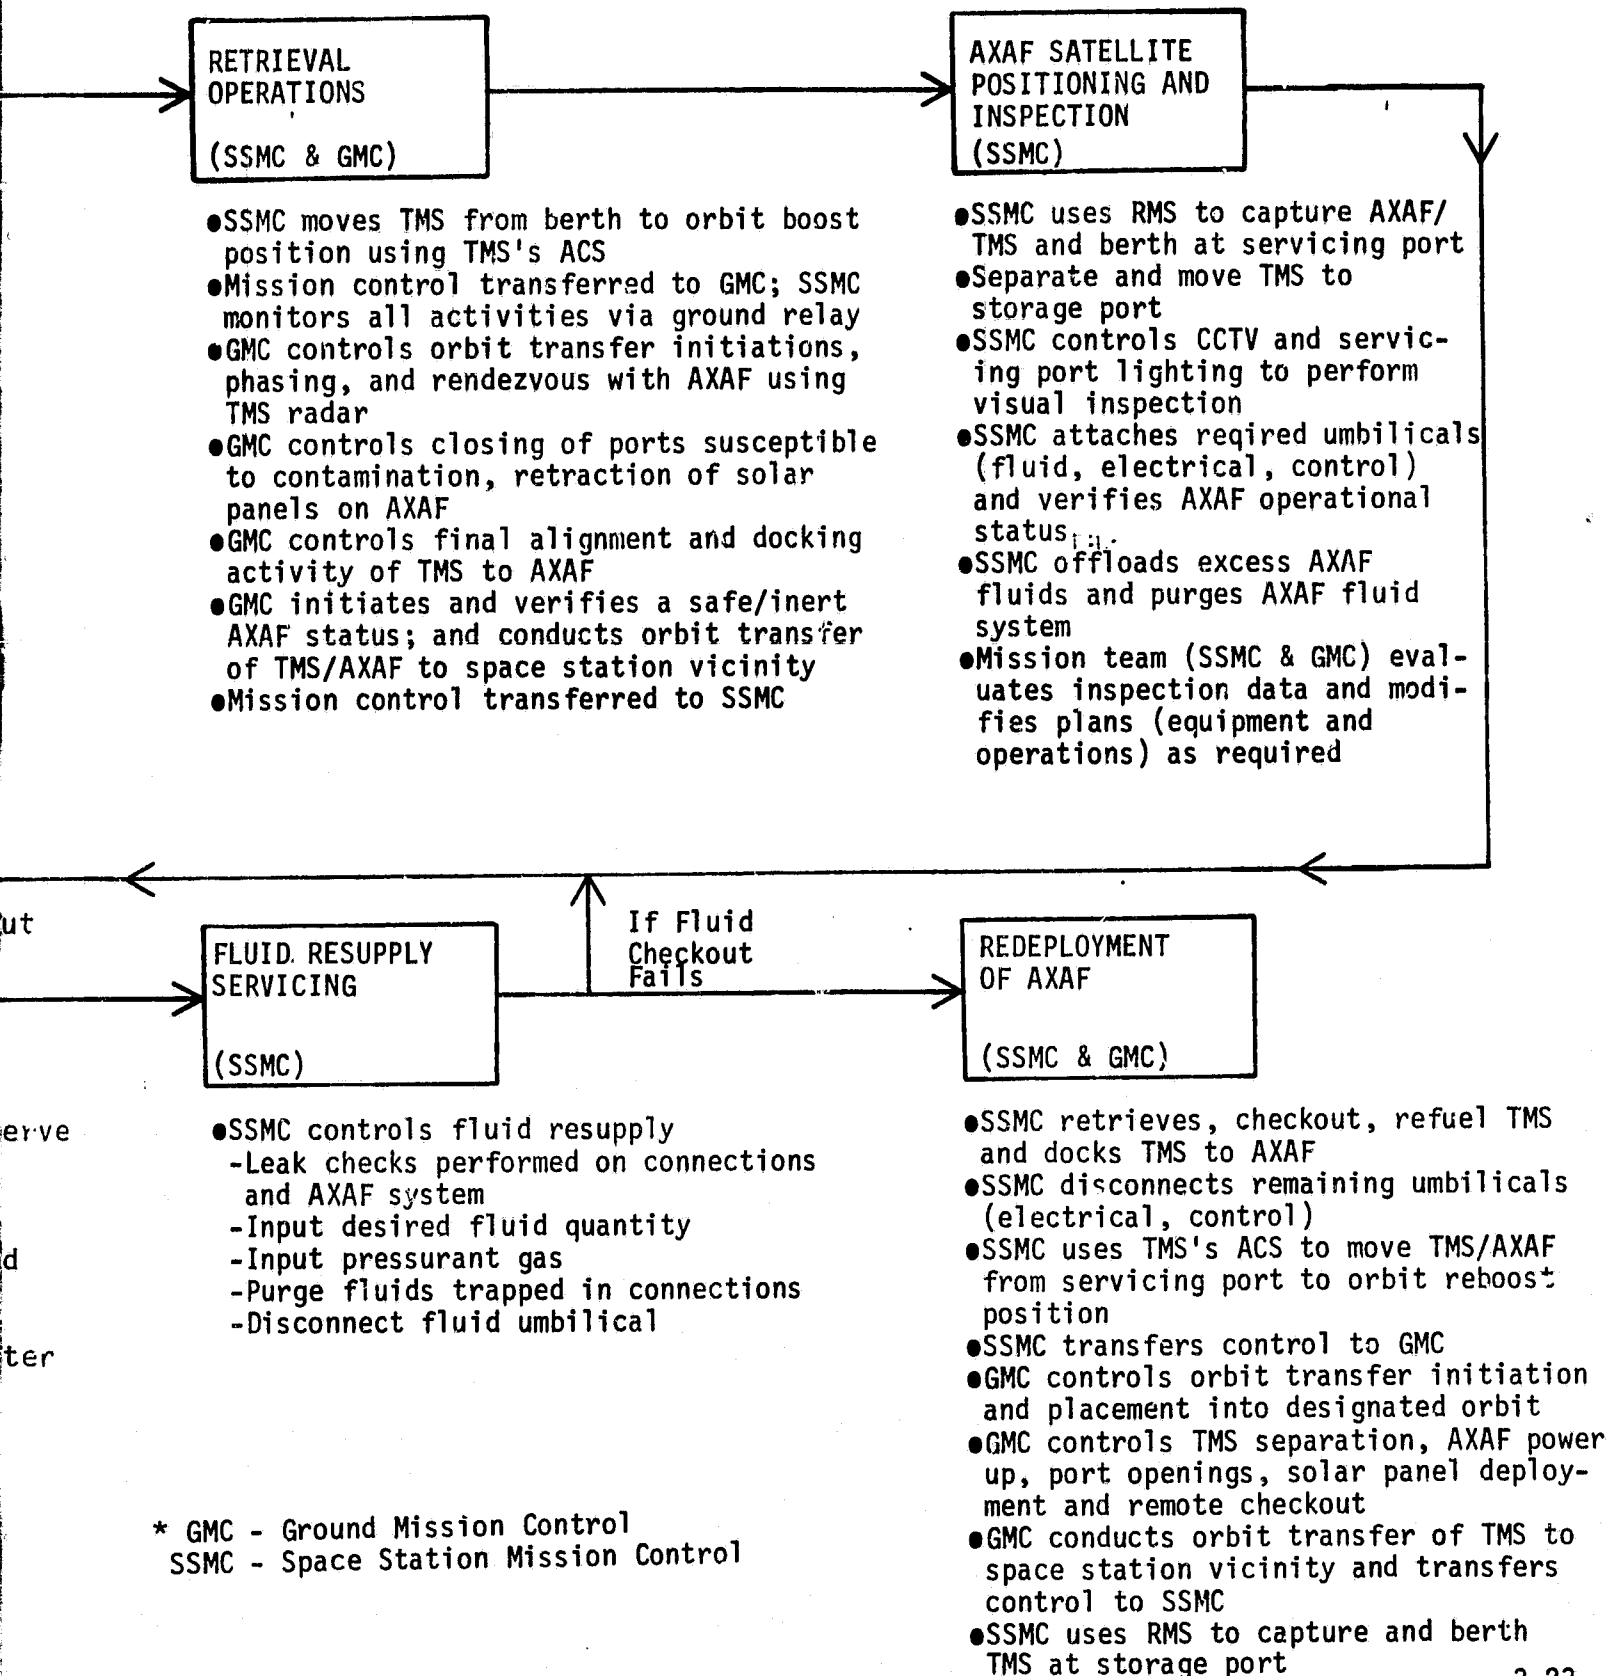 RETRIEVAL
OPERATIONS
(SSMC & GMC)
●SSMC moves TMS from berth to orbit boost
position using TMS's ACS
●Mission control transferred to GMC; SSMC
monitors all activities via ground relay
●GMC controls orbit transfer initiations,
phasing, and rendezvous with AXAF using
TMS radar
●GMC controls closing of ports susceptible
to contamination, retraction of solar
panels on AXAF
●GMC controls final alignment and docking
activity of TMS to AXAF
●GMC initiates and verifies a safe/inert
AXAF status; and conducts orbit transfer
of TMS/AXAF to space station vicinity
●Mission control transferred to SSMC
AXAF SATELLITE
POSITIONING AND
INSPECTION
(SSMC)
●SSMC uses RMS to capture AXAF/
TMS and berth at servicing port
●Separate and move TMS to
storage port
●SSMC controls CCTV and servic-
ing port lighting to perform
visual inspection
●SSMC attaches reqired umbilicals
(fluid, electrical, control)
and verifies AXAF operational
status
●SSMC offloads excess AXAF
fluids and purges AXAF fluid
system
●Mission team (SSMC & GMC) eval-
uates inspection data and modi-
fies plans (equipment and
operations) as required
ut
erve
d
ter
FLUID RESUPPLY
SERVICING
(SSMC)
If Fluid
Checkout
Fails
●SSMC controls fluid resupply
-Leak checks performed on connections
and AXAF system
-Input desired fluid quantity
-Input pressurant gas
-Purge fluids trapped in connections
-Disconnect fluid umbilical
REDEPLOYMENT
OF AXAF
(SSMC & GMC)
●SSMC retrieves, checkout, refuel TMS
and docks TMS to AXAF
●SSMC disconnects remaining umbilicals
(electrical, control)
●SSMC uses TMS's ACS to move TMS/AXAF
from servicing port to orbit reboost
position
●SSMC transfers control to GMC
●GMC controls orbit transfer initiation
and placement into designated orbit
●GMC controls TMS separation, AXAF power
up, port openings, solar panel deploy-
ment and remote checkout
●GMC conducts orbit transfer of TMS to
space station vicinity and transfers
control to SSMC
●SSMC uses RMS to capture and berth
TMS at storage port
* GMC - Ground Mission Control
SSMC - Space Station Mission Control